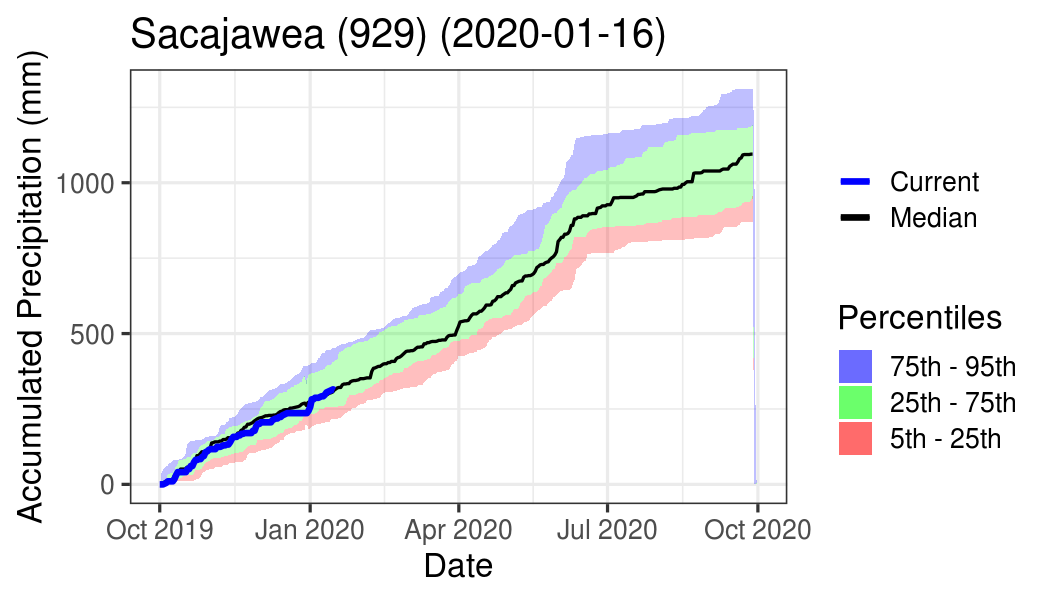 Sacajawea (929) (2020-01-16)
Accumulated Precipitation (mm)
1000
500
0
Oct 2019 Jan 2020 Apr 2020 Jul 2020 Oct 2020
Date
Current
Median
Percentiles
75th - 95th
25th - 75th
5th - 25th